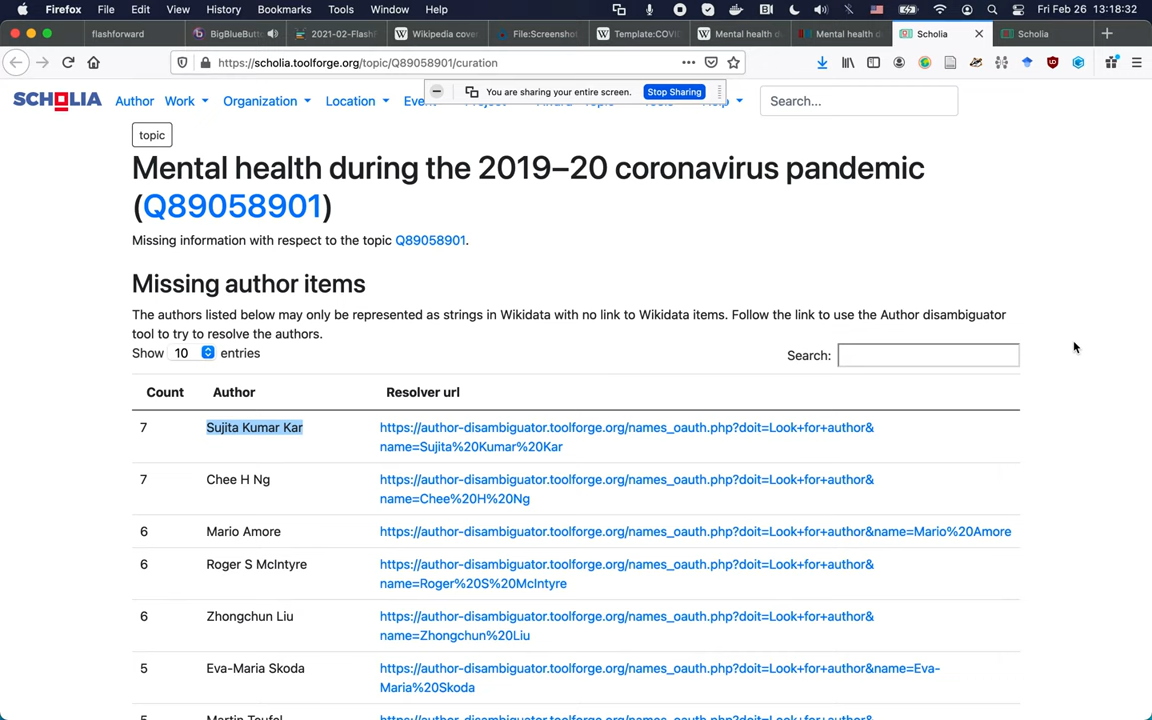 Firefox File Edit View History Bookmarks Tools Window Help Fri Feb 26 13:18:32
flashforward BigBlueButt 2021-02-Flash Wikipedia cove File:Screenshot Template:COVI Mental health d Mental health d Scholia Scholia
https://scholia.toolforge.org/topic/Q89058901/curation
SCHOLIA Author Work Organization Location Search...
You are sharing your entire screen. Stop Sharing
topic
Mental health during the 2019–20 coronavirus pandemic
(Q89058901)
Missing information with respect to the topic Q89058901.
Missing author items
The authors listed below may only be represented as strings in Wikidata with no link to Wikidata items. Follow the link to use the Author disambiguator
tool to try to resolve the authors.
Show 10 entries Search:
Count Author Resolver url
7 Sujita Kumar Kar https://author-disambiguator.toolforge.org/names_oauth.php?doit=Look+for+author&
name=Sujita%20Kumar%20Kar
7 Chee H Ng https://author-disambiguator.toolforge.org/names_oauth.php?doit=Look+for+author&
name=Chee%20H%20Ng
6 Mario Amore https://author-disambiguator.toolforge.org/names_oauth.php?doit=Look+for+author&name=Mario%20Amore
6 Roger S McIntyre https://author-disambiguator.toolforge.org/names_oauth.php?doit=Look+for+author&
name=Roger%20S%20McIntyre
6 Zhongchun Liu https://author-disambiguator.toolforge.org/names_oauth.php?doit=Look+for+author&
name=Zhongchun%20Liu
5 Eva-Maria Skoda https://author-disambiguator.toolforge.org/names_oauth.php?doit=Look+for+author&name=Eva-
Maria%20Skoda